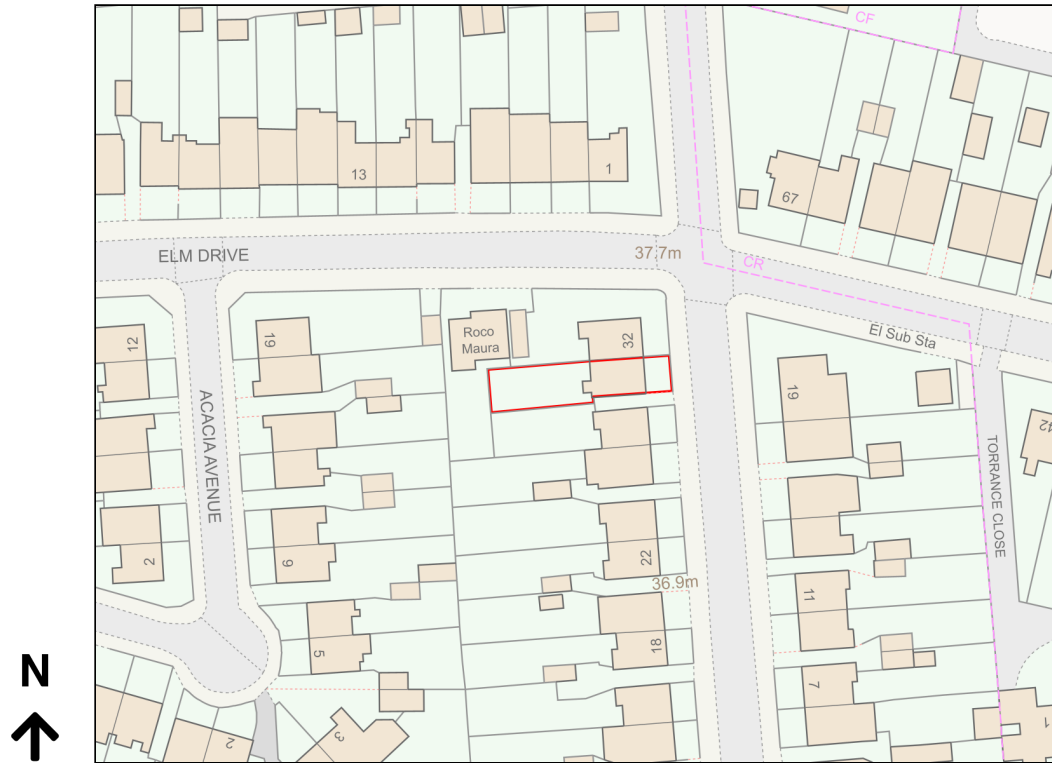 CF
13
1
67
ELM DRIVE
37.7m
CR
El Sub Sta
12
19
Roco
Maura
32
19
42
ACACIA AVENUE
TORRANCE CLOSE
2
9
22
36.9m
11
5
18
7
N
2
3
1